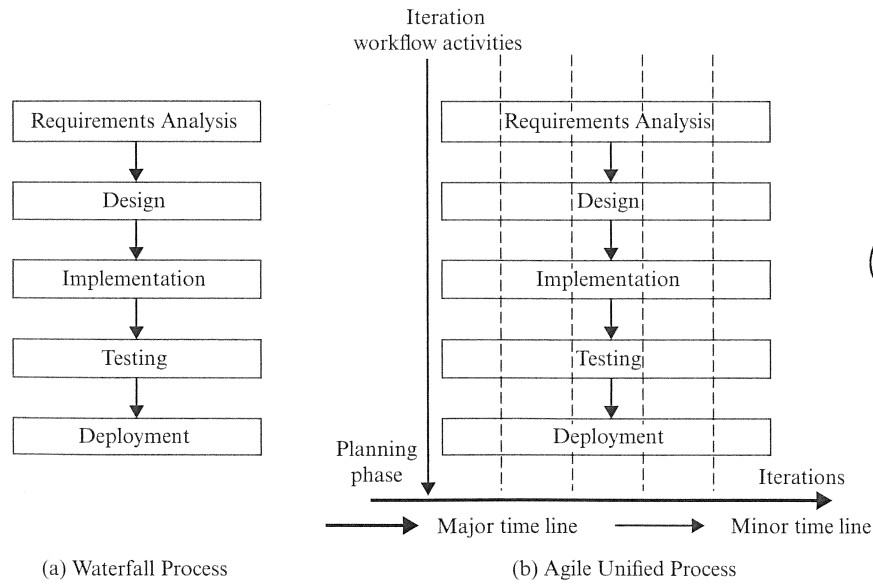 Iteration
workflow activities
Requirements Analysis
Design
Implementation
Testing
Deployment
Requirements Analysis
Design
Implementation
Testing
Deployment
Planning
phase
Iterations
Major time line
Minor time line
(a) Waterfall Process
(b) Agile Unified Process